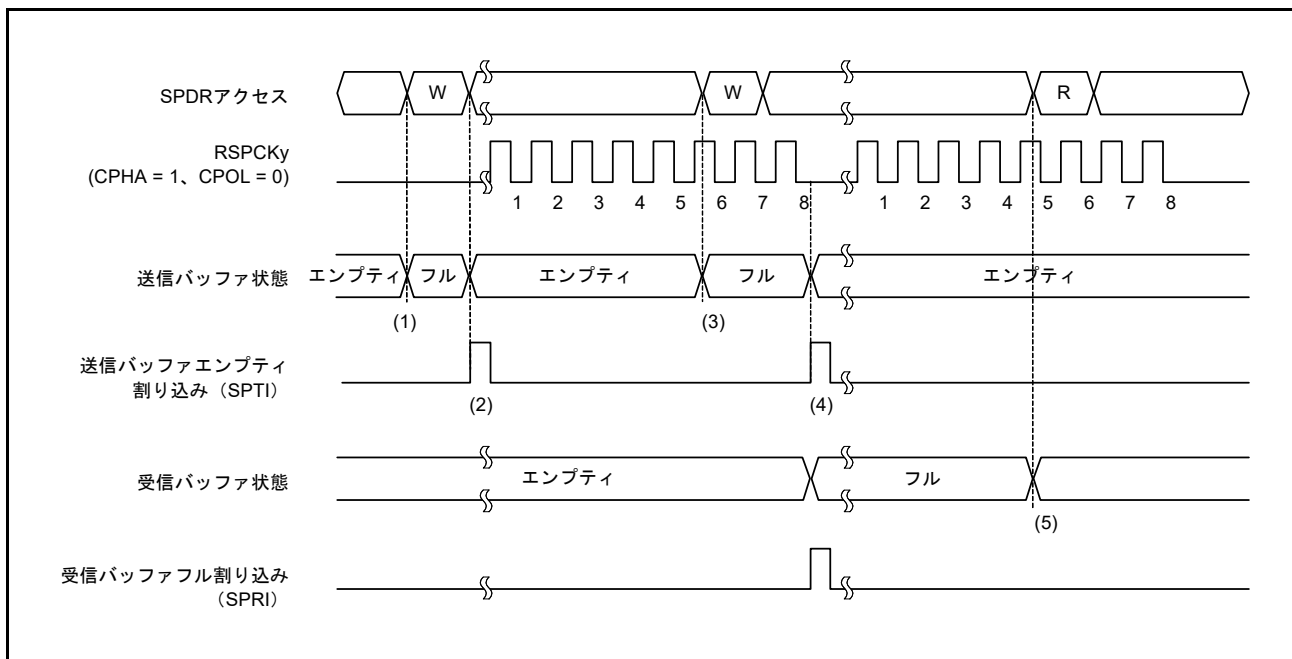 SPDRアクセス
W
W
R
RSPCKy
(CPHA = 1、CPOL = 0)
1 2 3 4 5 6 7 8 1 2 3 4 5 6 7 8
送信バッファ状態
エンプティ フル エンプティ フル エンプティ
(1) (3)
送信バッファエンプティ
割り込み（SPTI）
(2) (4)
受信バッファ状態
エンプティ フル
(5)
受信バッファフル割り込み
（SPRI）